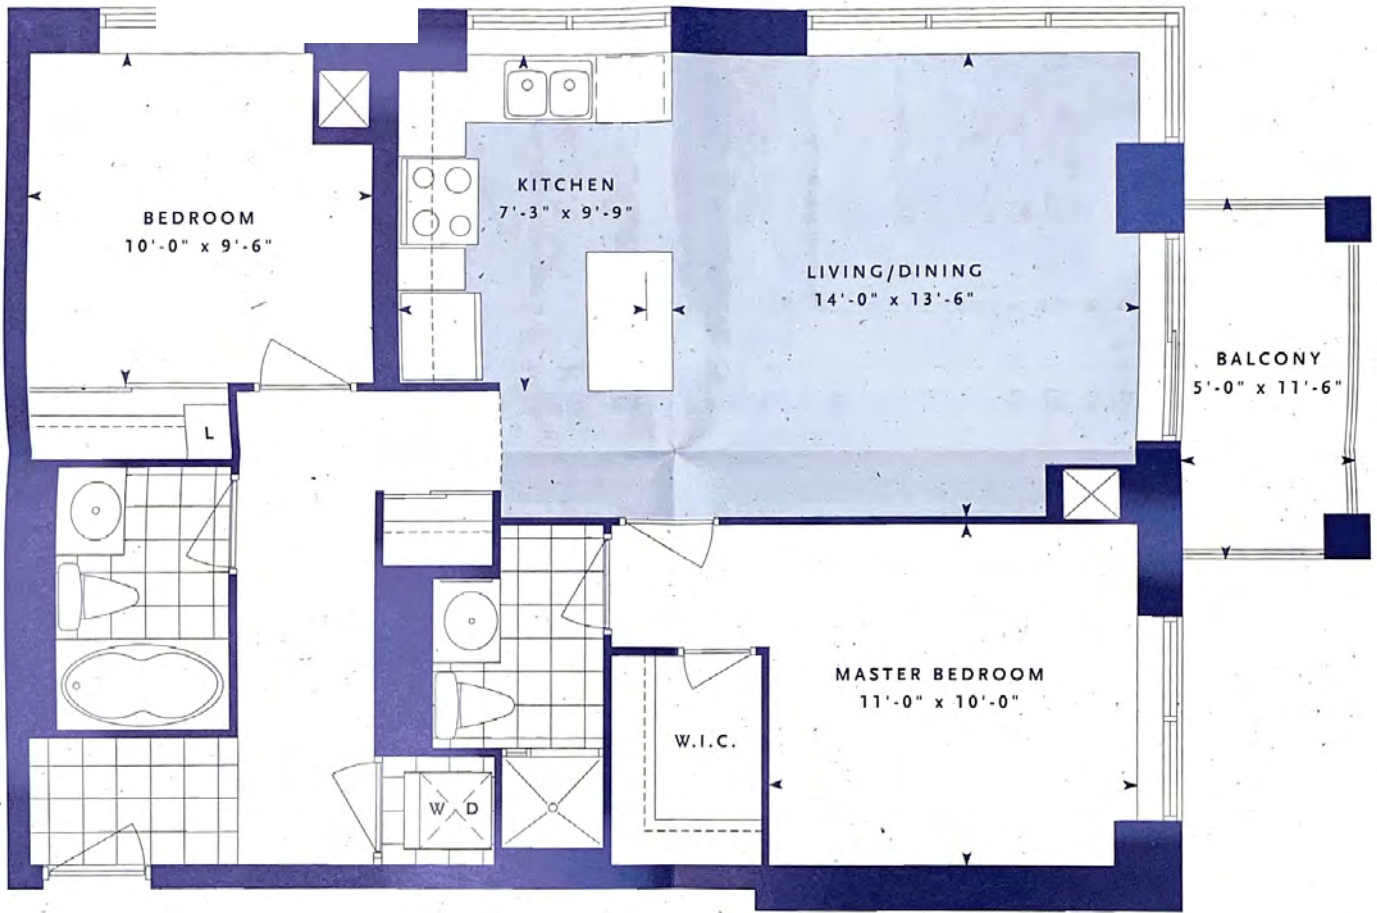 BEDROOM
10'-0" x 9'-6"
KITCHEN
7'-3" x 9'-9"
LIVING/DINING
14'-0" x 13'-6"
BALCONY
5'-0" x 11'-6"
L
MASTER BEDROOM
11'-0" x 10'-0"
W.I.C.
W D